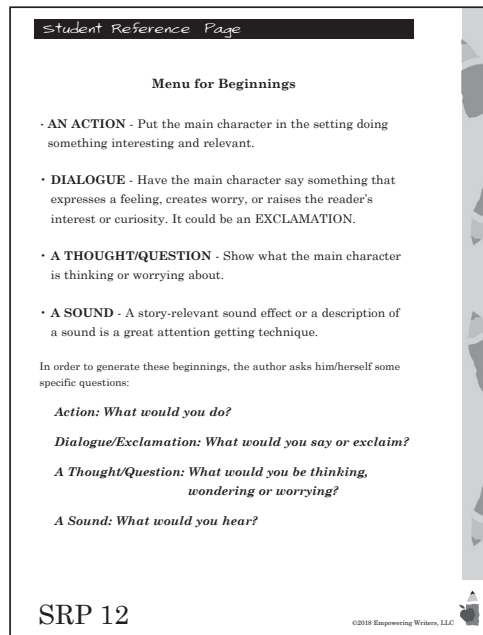 Student Reference Page
Menu for Beginnings
• AN ACTION - Put the main character in the setting doing
something interesting and relevant.
• DIALOGUE - Have the main character say something that
expresses a feeling, creates worry, or raises the reader's
interest or curiosity. It could be an EXCLAMATION.
• A THOUGHT/QUESTION - Show what the main character
is thinking or worrying about.
• A SOUND - A story-relevant sound effect or a description of
a sound is a great attention getting technique.
In order to generate these beginnings, the author asks him/herself some
specific questions:
Action: What would you do?
Dialogue/Exclamation: What would you say or exclaim?
A Thought/Question: What would you be thinking,
wondering or worrying?
A Sound: What would you hear?
SRP 12
©2018 Empowering Writers, LLC